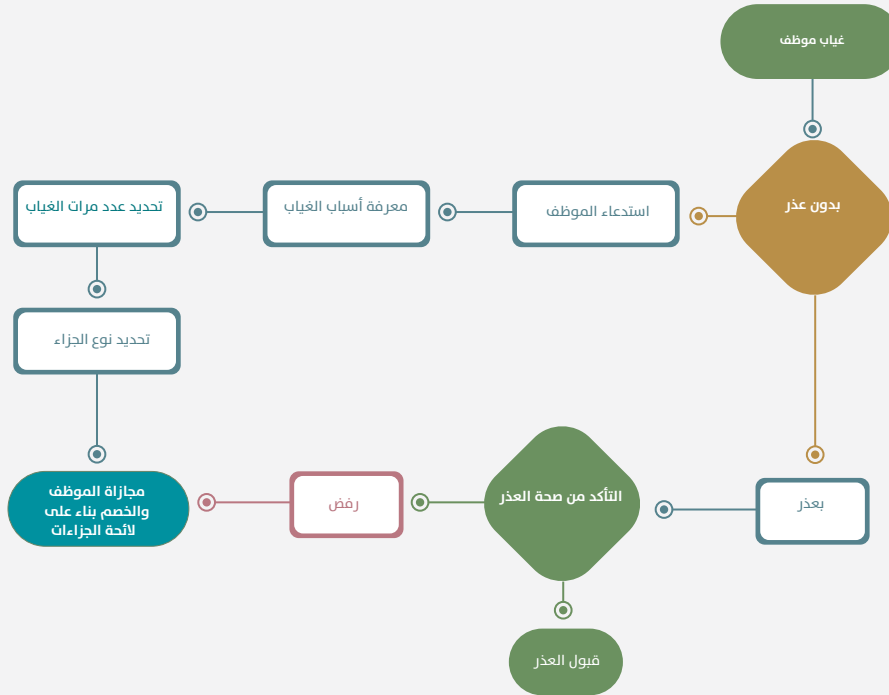 غياب موظف
بدون عذر
استدعاء الموظف
معرفة أسباب الغياب
تحديد عدد مرات الغياب
تحديد نوع الجزاء
مجازاة الموظف
والخصم بناء على
لائحة الجزاءات
بعذر
التأكد من صحة العذر
رفض
قبول العذر